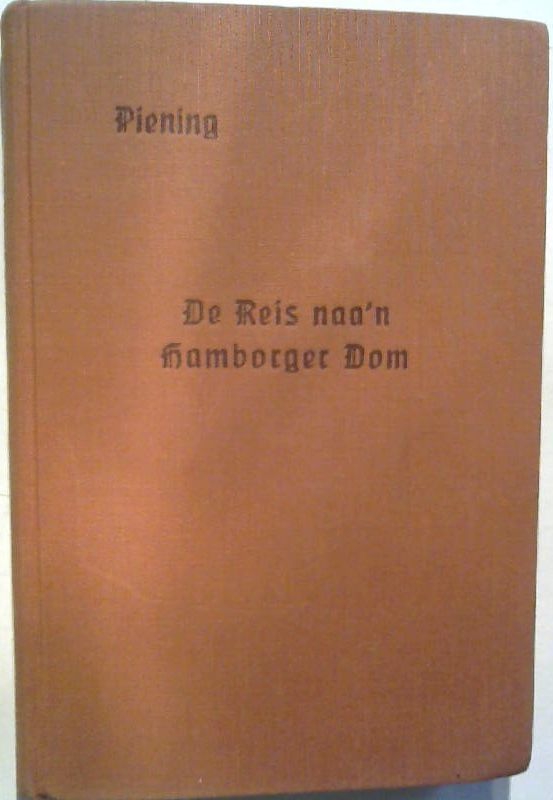 Piening
De Reis naa'n
Hamborger Dom